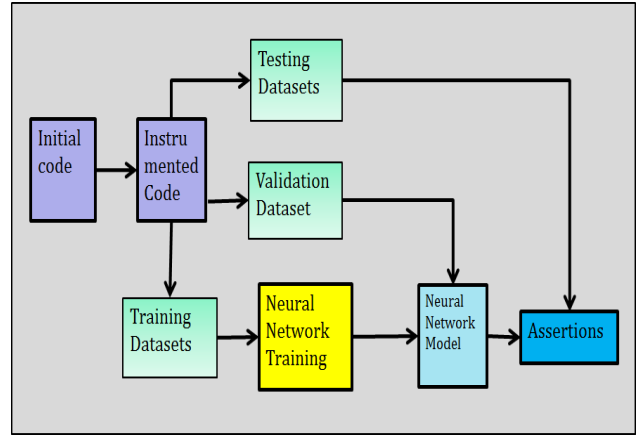 Testing
Datasets
Initial
code
Instru
mented
Code
Validation
Dataset
Training
Datasets
Neural
Network
Training
Neural
Network
Model
Assertions